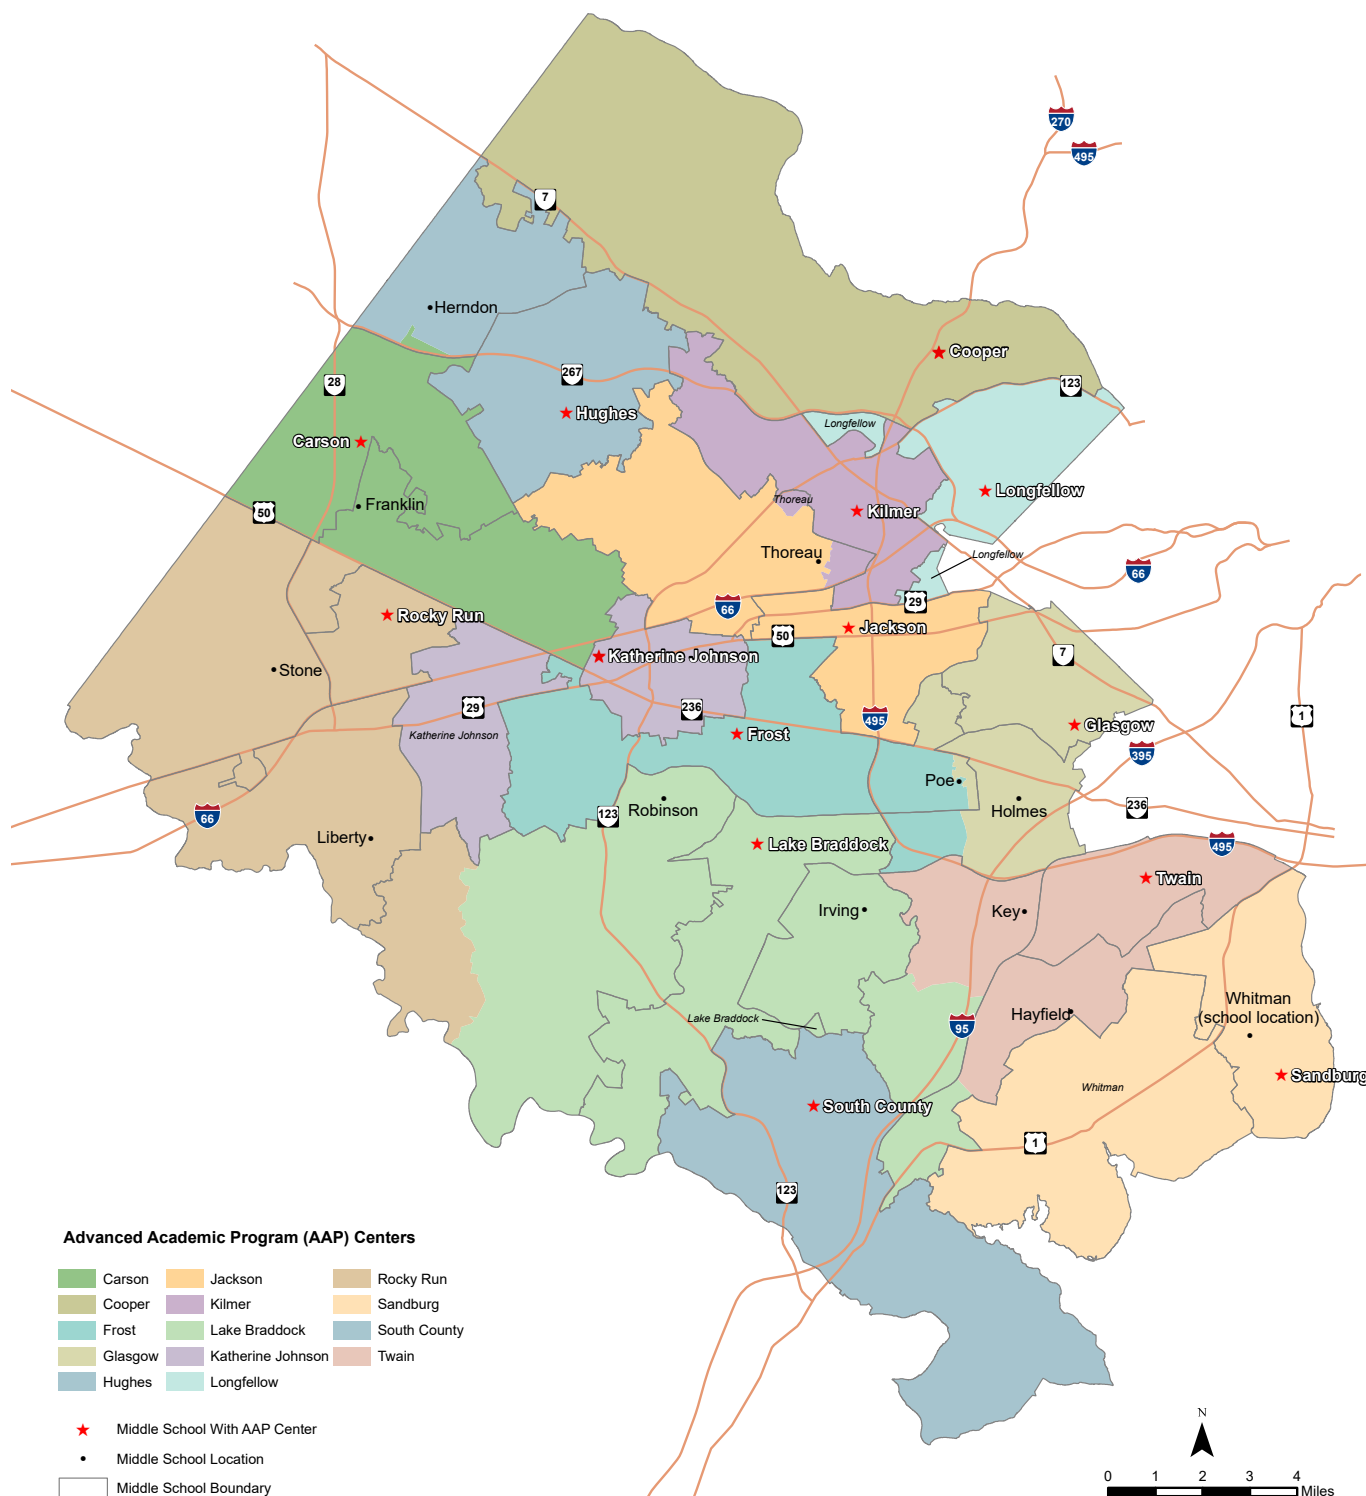 270
495
7
Herndon
Cooper
267
28
123
Hughes
Longfellow
Carson
Longfellow
Thoreau
Franklin
50
Kilmer
Thoreau
Longfellow
66
29
66
Rocky Run
Jackson
50
Katherine Johnson
7
Stone
29
236
1
495
Glasgow
Katherine Johnson
Frost
395
Poe
236
Robinson
Holmes
66
123
Liberty
Lake Braddock
495
Twain
Irving
Key
Whitman
(school location)
Hayfield
Lake Braddock
95
Sandburg
Whitman
South County
1
123
Advanced Academic Program (AAP) Centers
Carson
Jackson
Rocky Run
Cooper
Kilmer
Sandburg
Frost
Lake Braddock
South County
Glasgow
Katherine Johnson
Twain
Hughes
Longfellow
Middle School With AAP Center
Middle School Location
Middle School Boundary
N
0 1 2 3 4
Miles